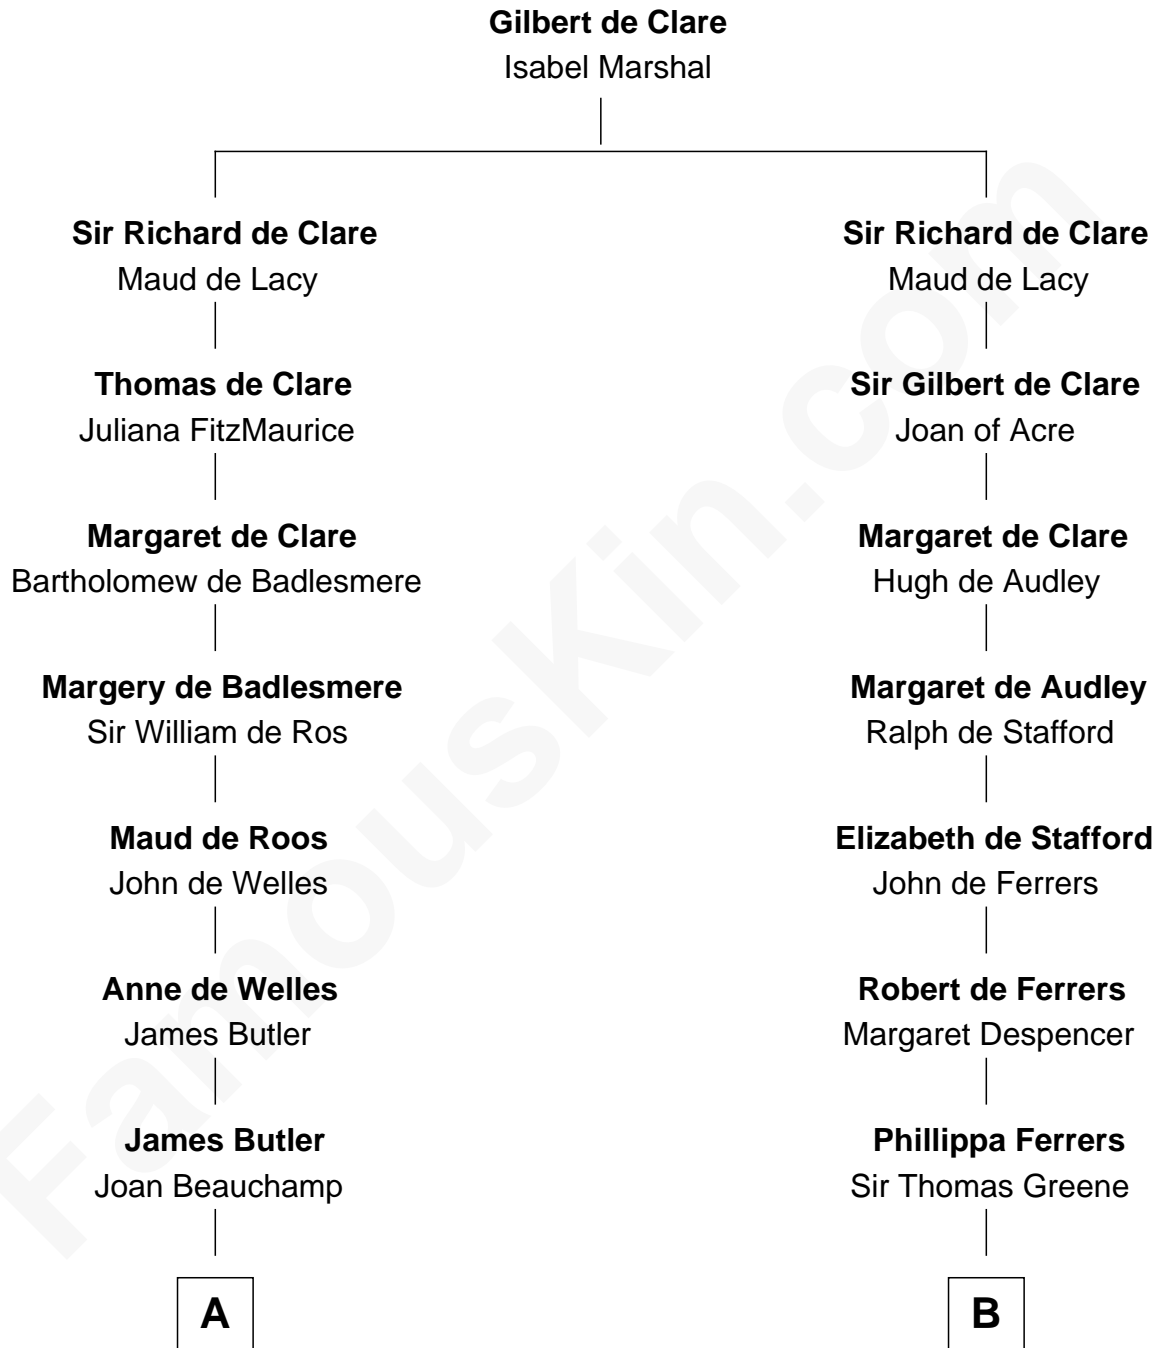 Gilbert de Clare
Isabel Marshal
Sir Richard de Clare
Maud de Lacy
Thomas de Clare
Juliana FitzMaurice
Margaret de Clare
Bartholomew de Badlesmere
Margery de Badlesmere
Sir William de Ros
Maud de Roos
John de Welles
Anne de Welles
James Butler
James Butler
Joan Beauchamp
A
Sir Richard de Clare
Maud de Lacy
Sir Gilbert de Clare
Joan of Acre
Margaret de Clare
Hugh de Audley
Margaret de Audley
Ralph de Stafford
Elizabeth de Stafford
John de Ferrers
Robert de Ferrers
Margaret Despencer
Phillippa Ferrers
Sir Thomas Greene
B
FamousKin.com